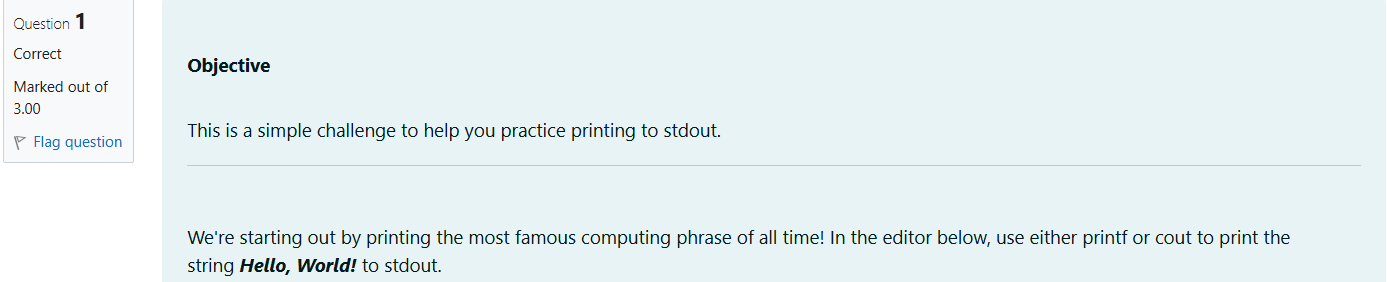 Question 1
Correct
Marked out of
3.00
Flag question
Objective
This is a simple challenge to help you practice printing to stdout.
We're starting out by printing the most famous computing phrase of all time! In the editor below, use either printf or cout to print the
string Hello, World! to stdout.